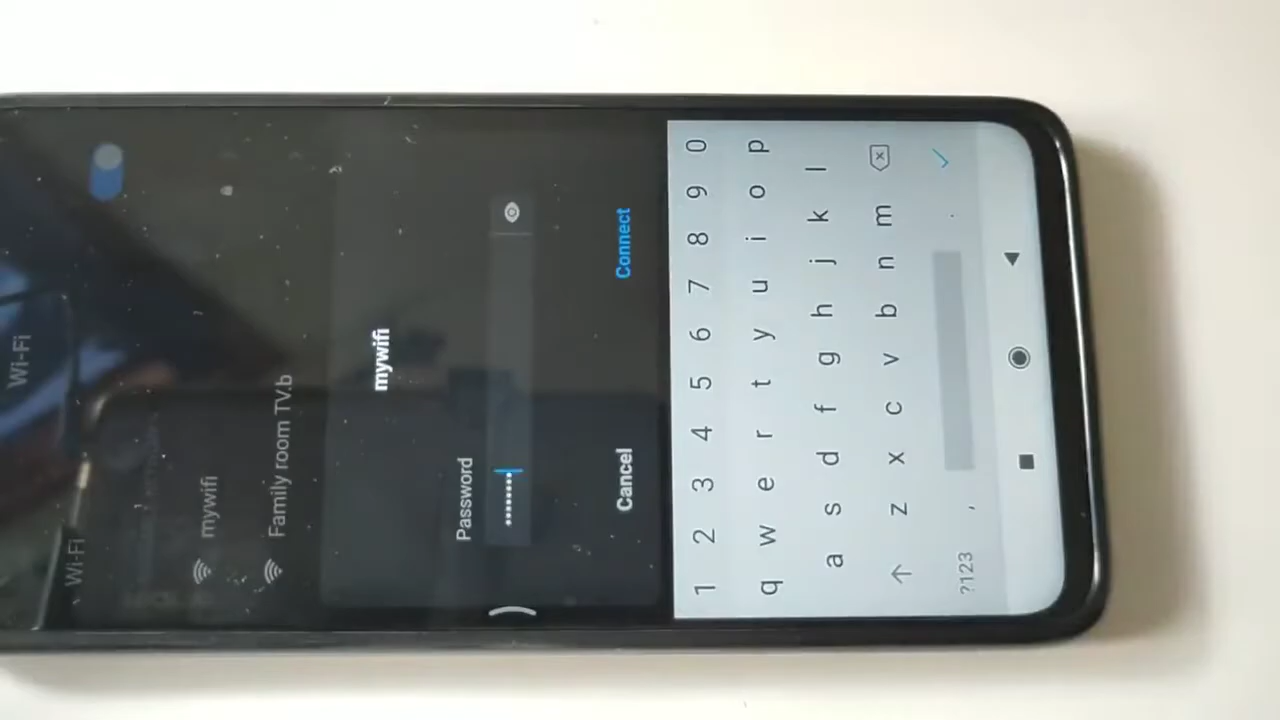 Wi-Fi
Wi-Fi
mywifi
Family room TV.b
mywifi
Password
••••••••
Cancel Connect
1 2 3 4 5 6 7 8 9 0
q w e r t y u i o p
a s d f g h j k l
z x c v b n m
?123 , .